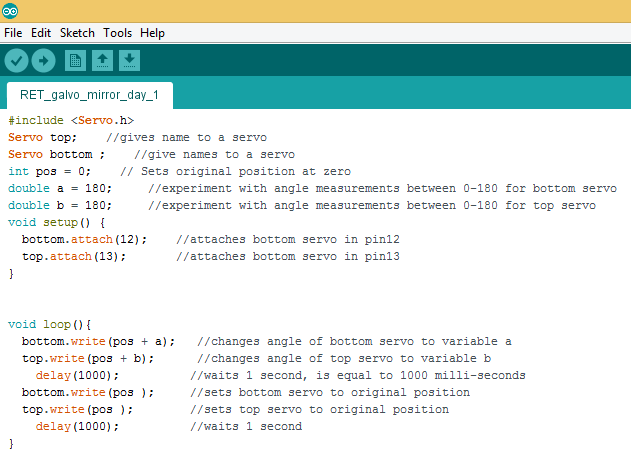 File Edit Sketch Tools Help
RET_galvo_mirror_day_1
#include <Servo.h>
Servo top;    //gives name to a servo
Servo bottom ;    //give names to a servo
int pos = 0;    // Sets original position at zero
double a = 180;     //experiment with angle measurements between 0-180 for bottom servo
double b = 180;     //experiment with angle measurements between 0-180 for top servo
void setup() {
  bottom.attach(12);    //attaches bottom servo in pin12
  top.attach(13);       //attaches bottom servo in pin13
}
void loop(){
  bottom.write(pos + a);   //changes angle of bottom servo to variable a
  top.write(pos + b);      //changes angle of top servo to variable b
    delay(1000);          //waits 1 second, is equal to 1000 milli-seconds
  bottom.write(pos );     //sets bottom servo to original position
  top.write(pos );        //sets top servo to original position
    delay(1000);          //waits 1 second
}